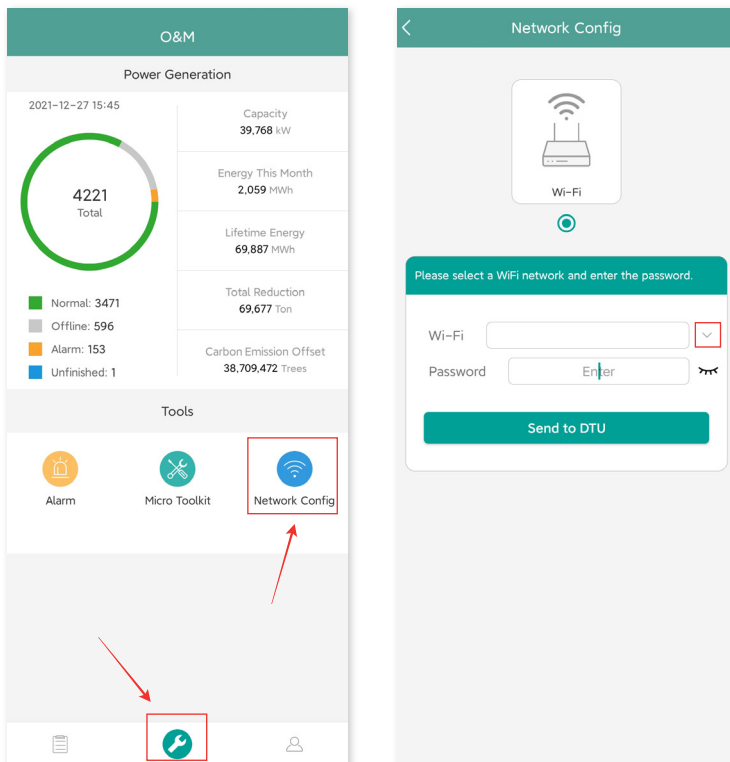 O&M
Power Generation
2021-12-27 15:45
4221
Total
Normal: 3471
Offline: 596
Alarm: 153
Unfinished: 1
Capacity
39,768 kW
Energy This Month
2,059 MWh
Lifetime Energy
69,887 MWh
Total Reduction
69,677 Ton
Carbon Emission Offset
38,709,472 Trees
Tools
Alarm
Micro Toolkit
Network Config
Network Config
Wi-Fi
Please select a WiFi network and enter the password.
Wi-Fi
Password
Enter
Send to DTU